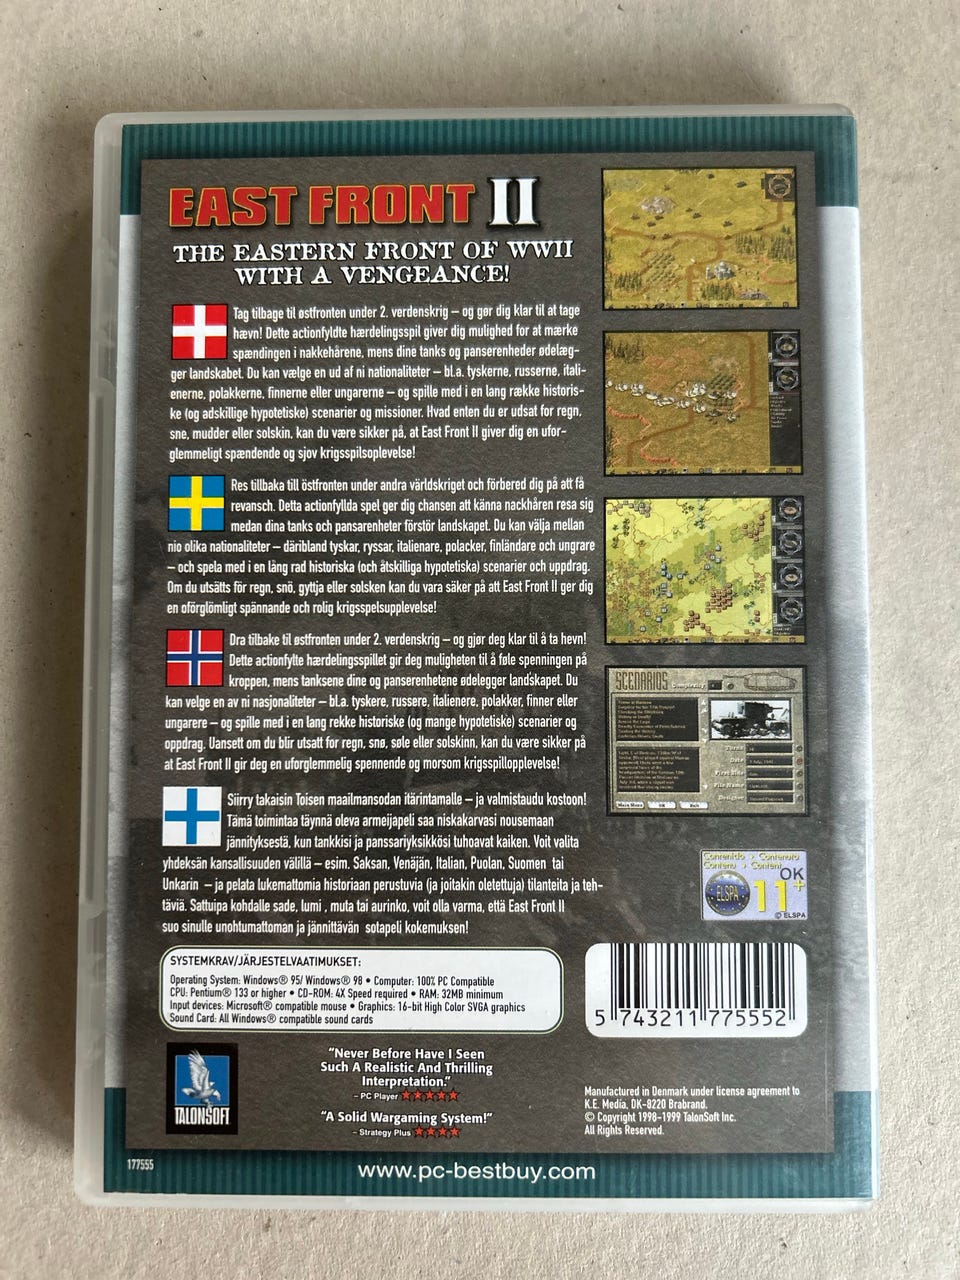 EAST FRONT II
THE EASTERN FRONT OF WWII
WITH A VENGEANCE!
Tag tilbage til østfronten under 2. verdenskrig – og gør dig klar til at tage
hævn! Dette actionfyldte hærdelingsspil giver dig mulighed for at mærke
spændingen i nakkehårene, mens dine tanks og panserenheder ødelæg-
ger landskabet. Du kan vælge en ud af ni nationaliteter – bl.a. tyskerne, russerne, itali-
enerne, polakkerne, finnerne eller ungarerne – og spille med i en lang række historis-
ke (og adskillige hypotetiske) scenarier og missioner. Hvad enten du er udsat for regn,
sne, mudder eller solskin, kan du være sikker på, at East Front II giver dig en ufor-
glemmeligt spændende og sjov krigsspilsoplevelse!
Res tillbaka till östfronten under andra världskriget och förbered dig på att få
revansch. Detta actionfyllda spel ger dig chansen att känna nackhåren resa sig
medan dina tanks och pansarenheter förstör landskapet. Du kan välja mellan
nio olika nationaliteter – däribland tyskar, ryssar, italienare, polacker, finländare och ungrare
– och spela med i en lång rad historiska (och åtskilliga hypotetiska) scenarier och uppdrag.
Om du utsätts för regn, snö, gyttja eller solsken kan du vara säker på att East Front II ger dig
en oförglömligt spännande och rolig krigsspelsupplevelse!
Dra tilbake til østfronten under 2. verdenskrig – og gjør deg klar til å ta hevn!
Dette actionfylte hærdelingsspillet gir deg muligheten til å føle spenningen på
kroppen, mens tanksene dine og panserenhetene ødelegger landskapet. Du
kan velge en av ni nasjonaliteter – bl.a. tyskere, russere, italienere, polakker, finner eller
ungarere – og spille med i en lang rekke historiske (og mange hypotetiske) scenarier og
oppdrag. Uansett om du blir utsatt for regn, snø, søle eller solskinn, kan du være sikker på
at East Front II gir deg en uforglemmelig spennende og morsom krigsspillopplevelse!
Siirry takaisin Toisen maailmansodan itärintamalle – ja valmistaudu kostoon!
Tämä toimintaa täynnä oleva armeijapeli saa niskakarvasi nousemaan
jännityksestä, kun tankkisi ja panssariyksikkösi tuhoavat kaiken. Voit valita
yhdeksän kansallisuuden välillä – esim. Saksan, Venäjän, Italian, Puolan, Suomen tai
Unkarin – ja pelata lukemattomia historiaan perustuvia (ja joitakin oletettuja) tilanteita ja teh-
täviä. Sattuipa kohdalle sade, lumi , muta tai aurinko, voit olla varma, että East Front II
suo sinulle unohtumattoman ja jännittävän sotapeli kokemuksen!
SCENARIOS
Complexity
Turns
Date
First Side
File Name
Designer
Main Menu OK Exit
Contenido - Contenuto
Contenu - Content
OK
ELSPA
11+
© ELSPA
SYSTEMKRAV/JÄRJESTELVAATIMUKSET:
Operating System: Windows® 95/ Windows® 98 • Computer: 100% PC Compatible
CPU: Pentium® 133 or higher • CD-ROM: 4X Speed required • RAM: 32MB minimum
Input devices: Microsoft® compatible mouse • Graphics: 16-bit High Color SVGA graphics
Sound Card: All Windows® compatible sound cards
5 743211 775552
TALONSOFT
"Never Before Have I Seen
Such A Realistic And Thrilling
Interpretation."
– PC Player ★★★★★
"A Solid Wargaming System!"
– Strategy Plus ★★★★
Manufactured in Denmark under license agreement to
K.E. Media, DK-8220 Brabrand.
© Copyright 1998-1999 TalonSoft Inc.
All Rights Reserved.
177555
www.pc-bestbuy.com